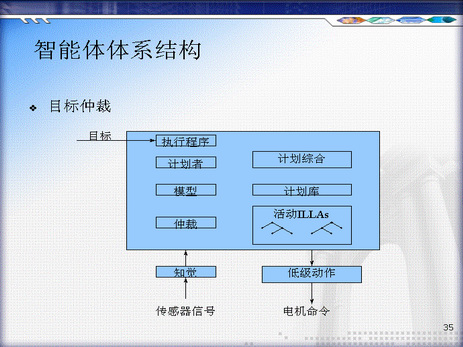 智能体体系结构
目标仲裁
目标
执行程序
计划者
计划综合
模型
计划库
活动ILLAs
仲裁
知觉
低级动作
传感器信号
电机命令
35